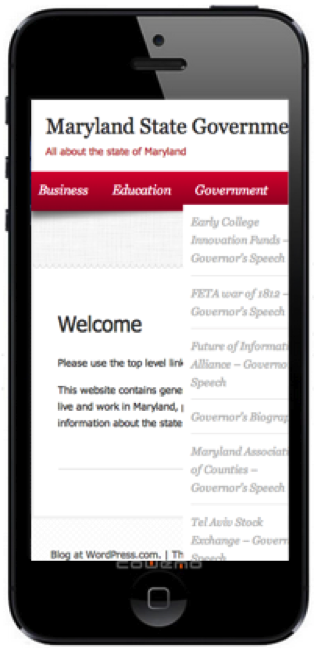 Maryland State Governme
All about the state of Maryland
Business Education Government
Early College
Innovation Funds –
Governor's Speech
FETA war of 1812 –
Governor's Speech
Future of Informati
Alliance – Governo
Speech
Governor's Biograp
Maryland Associati
of Counties –
Governor's Speech
Tel Aviv Stock
Exchange – Govern
Speech
Welcome
Please use the top level link
This website contains gene
live and work in Maryland, p
information about the state
Blog at WordPress.com. | Th
cowemo